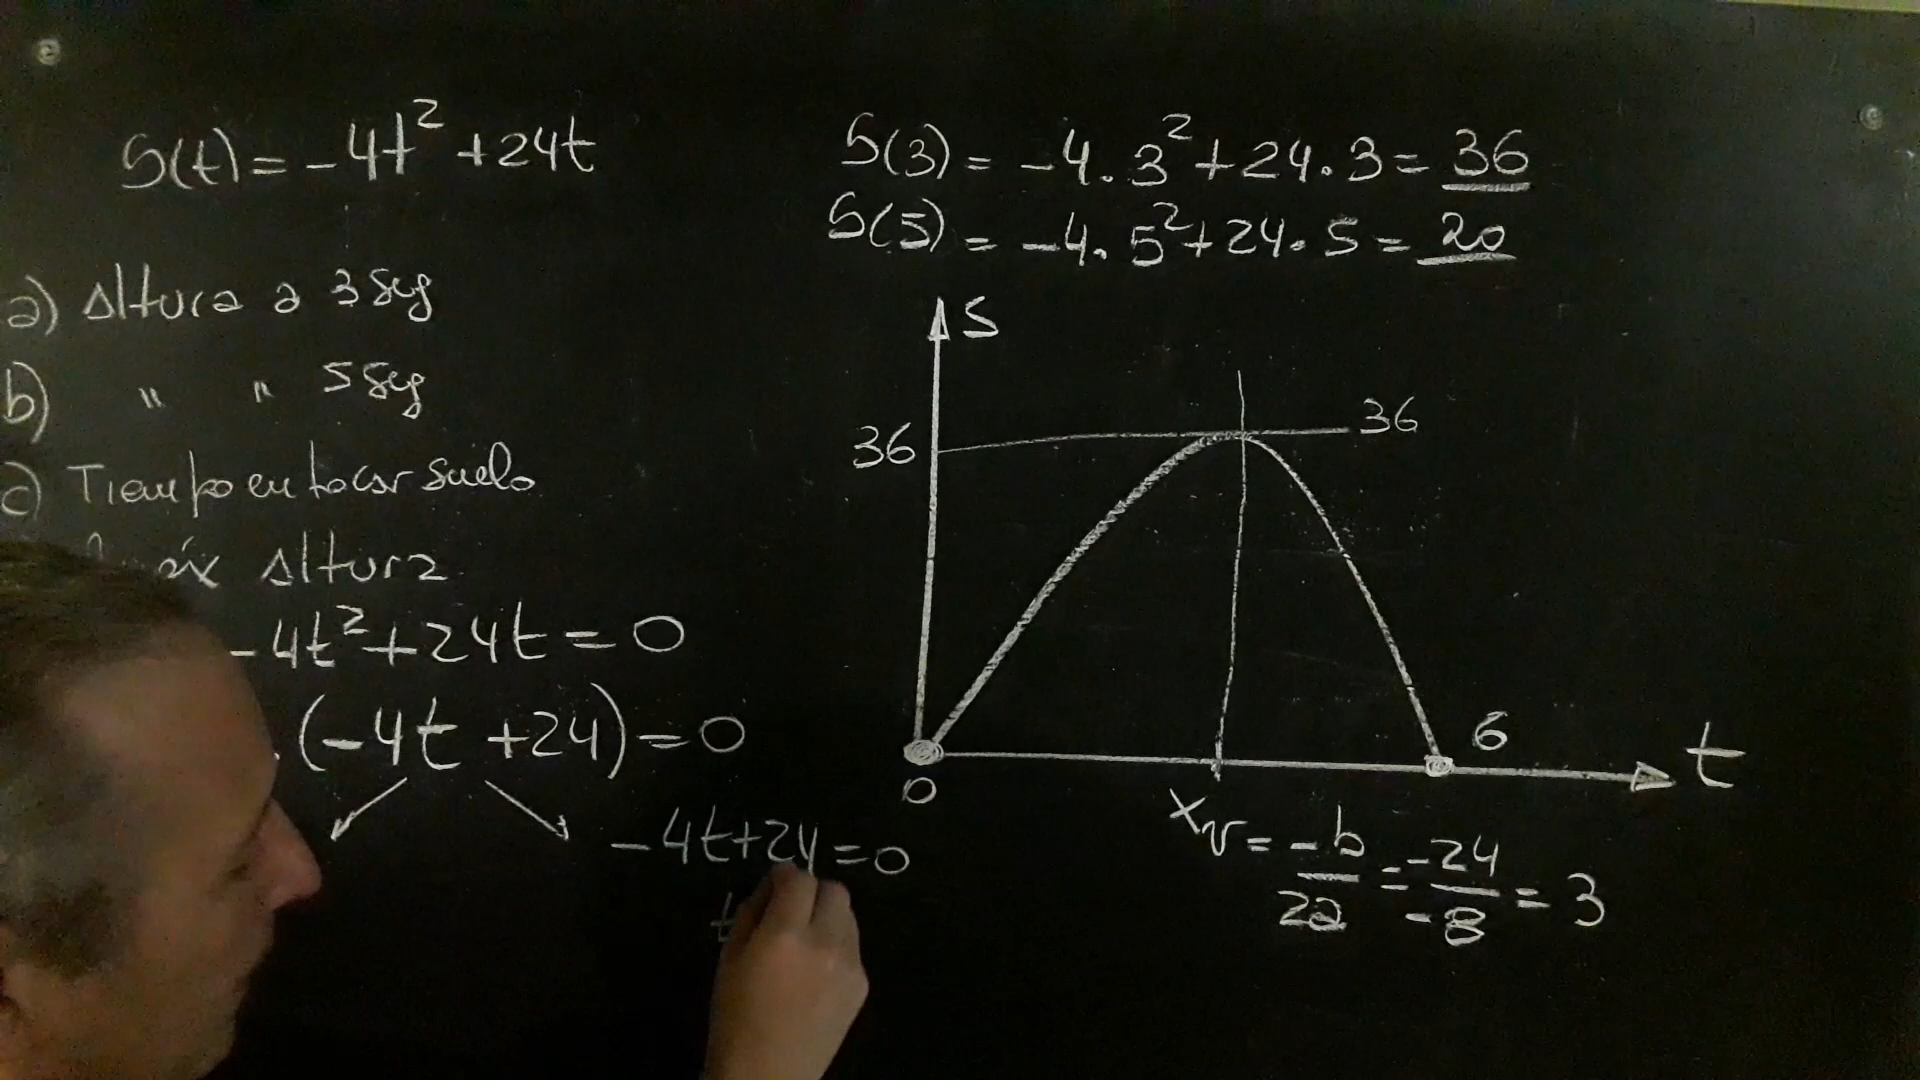 S(t) = -4t² + 24t
a) Altura a 3 Seg
b) " " 5 Seg
c) Tiempo en tocar suelo
áx Altura
-4t² + 24t = 0
. (-4t + 24) = 0
-4t + 24 = 0
t
S(3) = -4 . 3² + 24 . 3 = 36
S(5) = -4 . 5² + 24 . 5 = 20
S
36
36
6
t
0
Xv = -b/2a = -24/-8 = 3